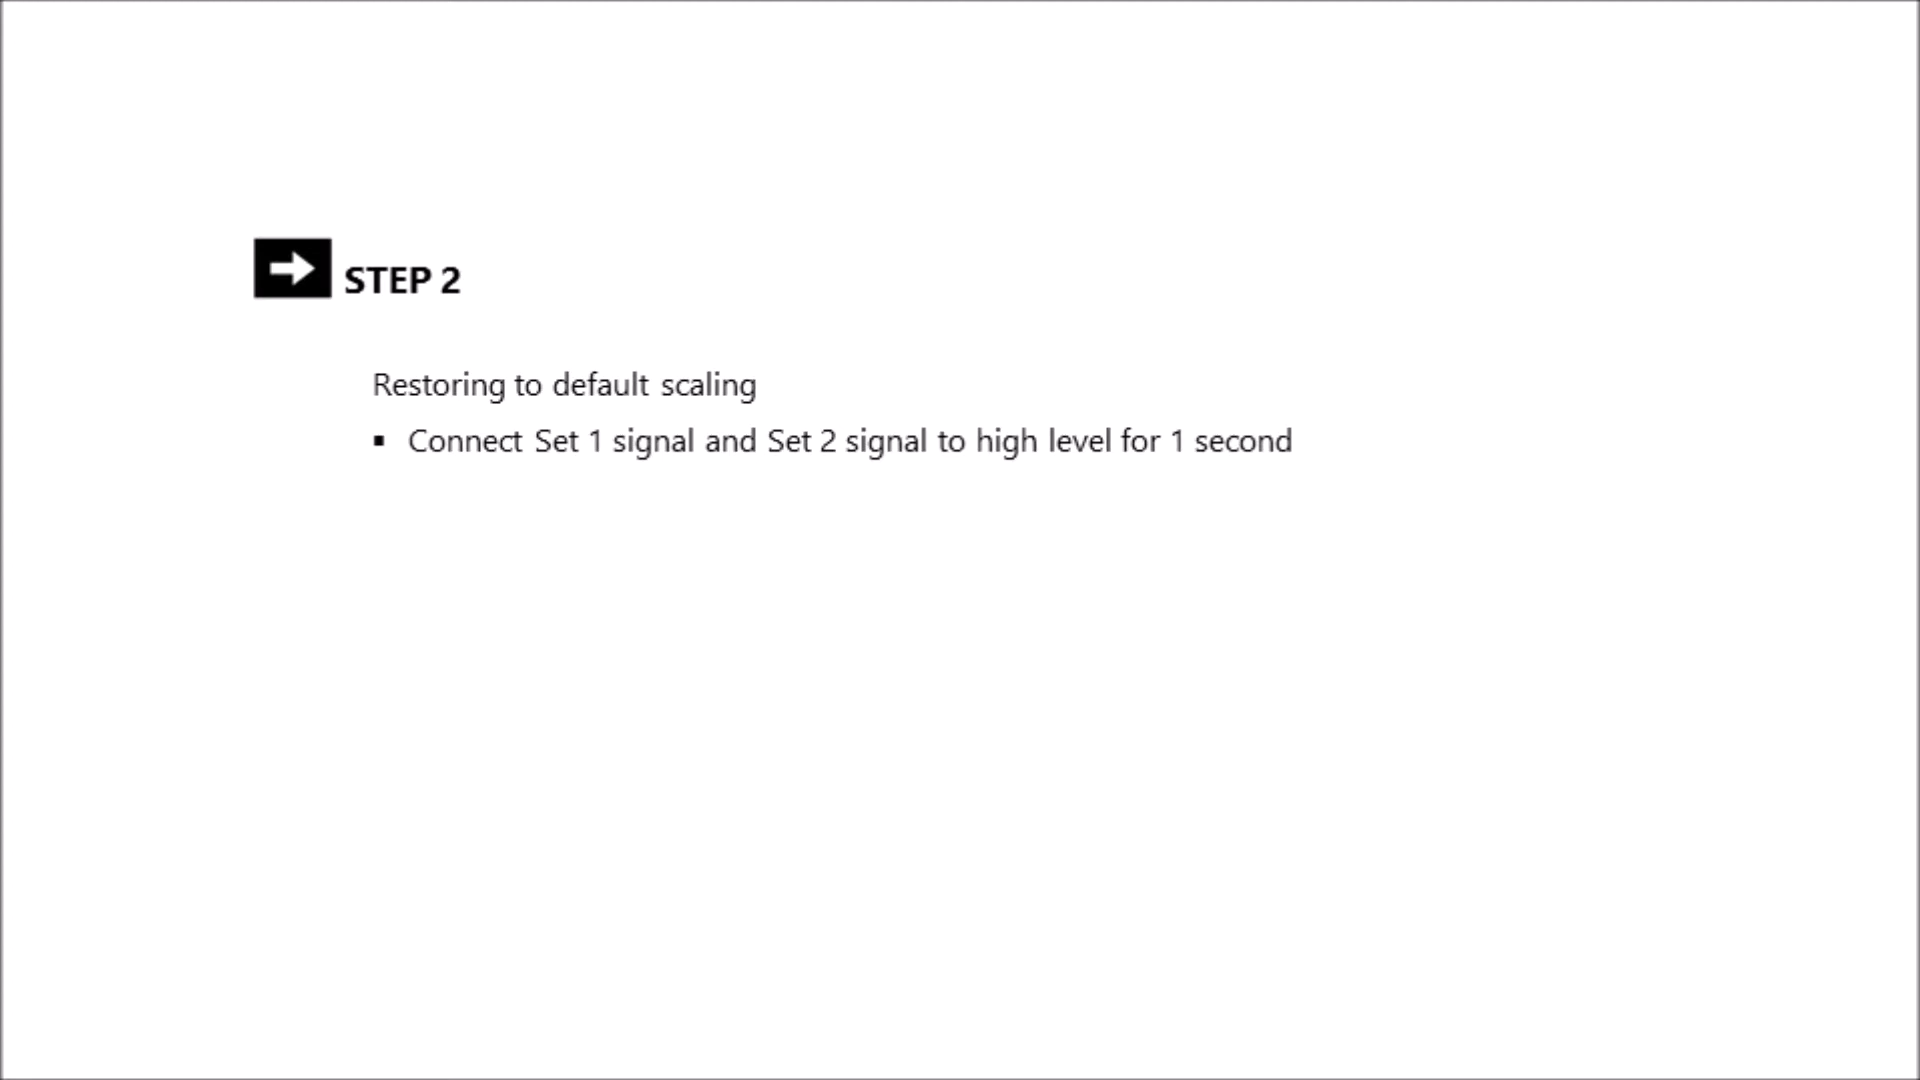 STEP 2
Restoring to default scaling
▪ Connect Set 1 signal and Set 2 signal to high level for 1 second